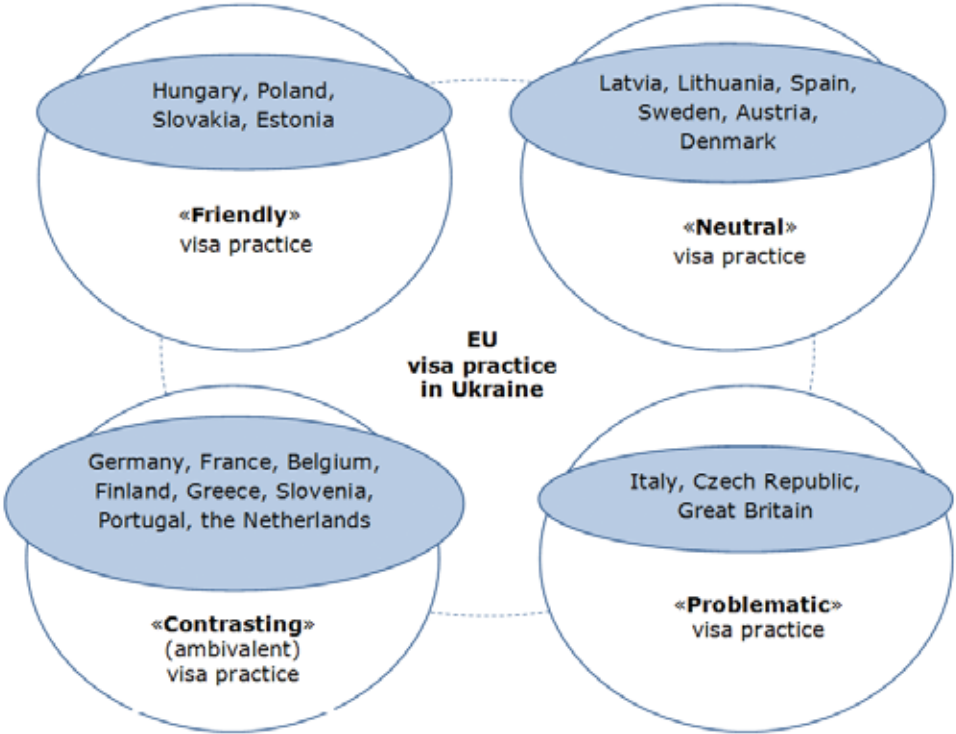 Hungary, Poland,
Slovakia, Estonia
«Friendly»
visa practice
Latvia, Lithuania, Spain,
Sweden, Austria,
Denmark
«Neutral»
visa practice
EU
visa practice
in Ukraine
Germany, France, Belgium,
Finland, Greece, Slovenia,
Portugal, the Netherlands
«Contrasting»
(ambivalent)
visa practice
Italy, Czech Republic,
Great Britain
«Problematic»
visa practice